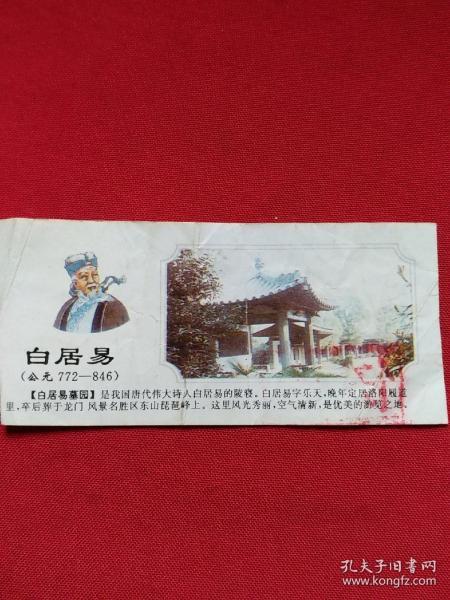 白居易
（公元 772—846）
【白居易墓园】是我国唐代伟大诗人白居易的陵寝。白居易字乐天，晚年定居洛阳履道
里，卒后葬于龙门 风景名胜区东山琵琶峰上。这里风光秀丽，空气清新，是优美的游览之地。
孔夫子旧书网
www.kongfz.com